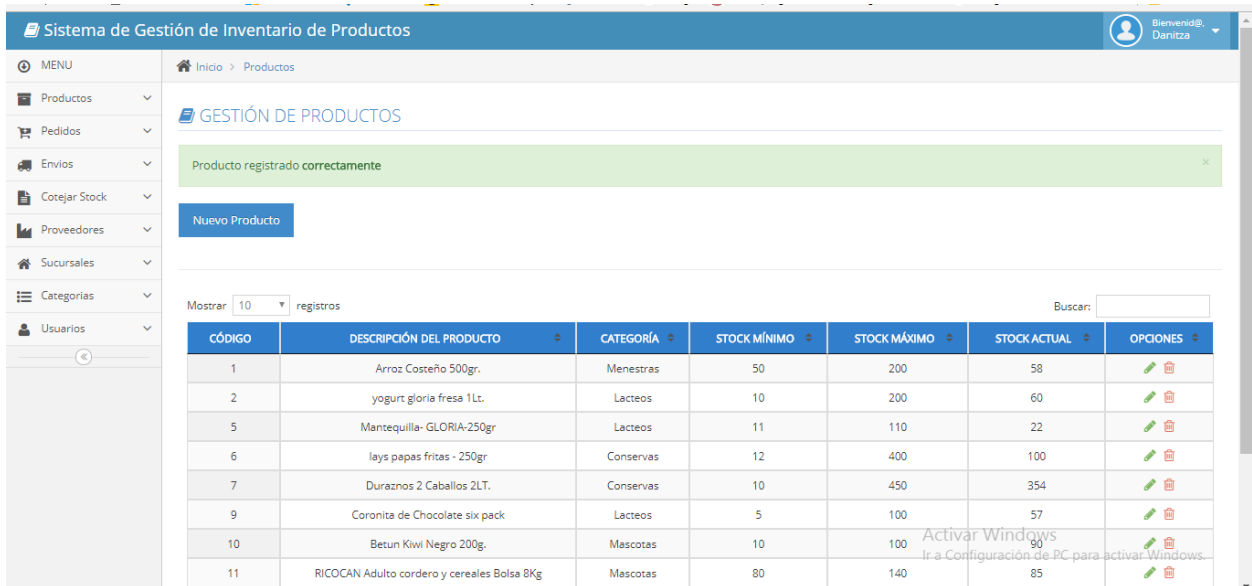 Sistema de Gestión de Inventario de Productos
Bienvenid@,
Danitza
MENU
Productos
Pedidos
Envios
Cotejar Stock
Proveedores
Sucursales
Categorias
Usuarios
Inicio > Productos
GESTIÓN DE PRODUCTOS
Producto registrado correctamente ×
Nuevo Producto
Mostrar 10 registros
Buscar:
CÓDIGO DESCRIPCIÓN DEL PRODUCTO CATEGORÍA STOCK MÍNIMO STOCK MÁXIMO STOCK ACTUAL OPCIONES
1 Arroz Costeño 500gr. Menestras 50 200 58
2 yogurt gloria fresa 1Lt. Lacteos 10 200 60
5 Mantequilla- GLORIA-250gr Lacteos 11 110 22
6 lays papas fritas - 250gr Conservas 12 400 100
7 Duraznos 2 Caballos 2LT. Conservas 10 450 354
9 Coronita de Chocolate six pack Lacteos 5 100 57
10 Betun Kiwi Negro 200g. Mascotas 10 100 90
11 RICOCAN Adulto cordero y cereales Bolsa 8Kg Mascotas 80 140 85
Activar Windows
Ir a Configuración de PC para activar Windows.